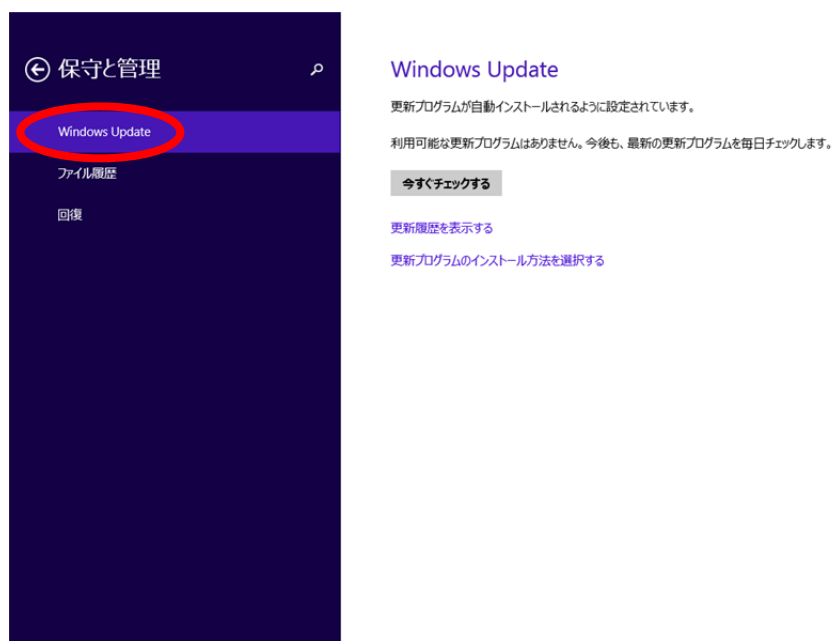 保守と管理
Windows Update
ファイル履歴
回復
Windows Update
更新プログラムが自動インストールされるように設定されています。
利用可能な更新プログラムはありません。今後も、最新の更新プログラムを毎日チェックします。
今すぐチェックする
更新履歴を表示する
更新プログラムのインストール方法を選択する